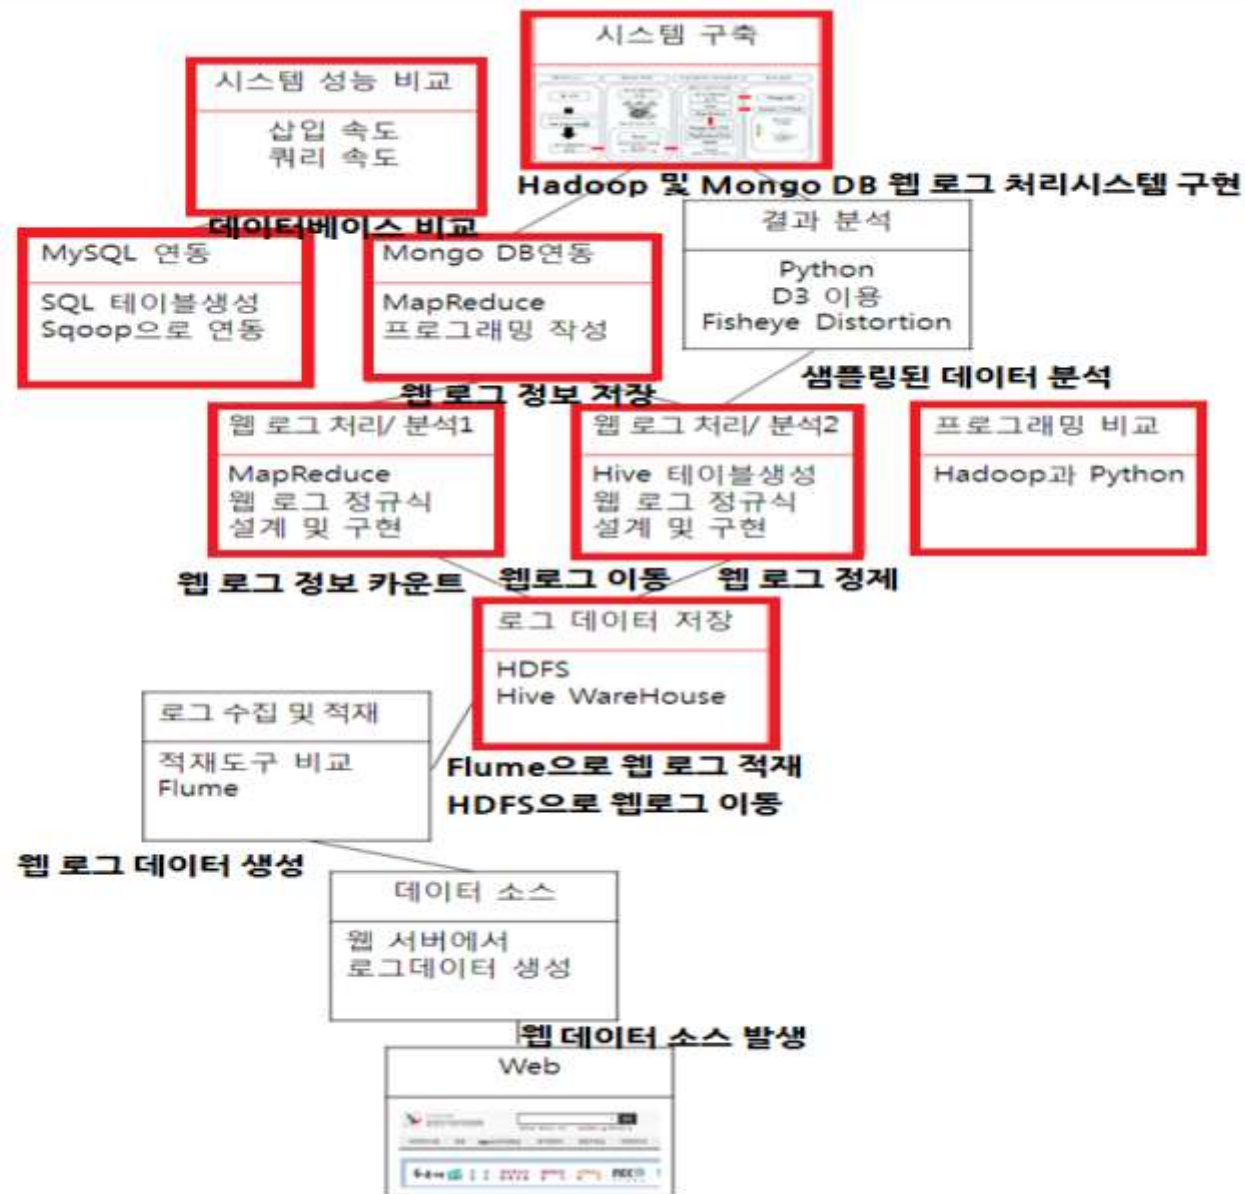 시스템 구축
시스템 성능 비교
삽입 속도
쿼리 속도
Hadoop 및 Mongo DB 웹 로그 처리시스템 구현
데이터베이스 비교
결과 분석
Python
D3 이용
Fisheye Distortion
MySQL 연동
SQL 테이블생성
Sqoop으로 연동
Mongo DB연동
MapReduce
프로그래밍 작성
샘플링된 데이터 분석
웹 로그 정보 저장
웹 로그 처리/ 분석1
MapReduce
웹 로그 정규식
설계 및 구현
웹 로그 처리/ 분석2
Hive 테이블생성
웹 로그 정규식
설계 및 구현
프로그래밍 비교
Hadoop과 Python
웹 로그 정보 카운트
웹로그 이동
웹 로그 정제
로그 데이터 저장
HDFS
Hive WareHouse
로그 수집 및 적재
적재도구 비교
Flume
Flume으로 웹 로그 적재
HDFS으로 웹로그 이동
웹 로그 데이터 생성
데이터 소스
웹 서버에서
로그데이터 생성
웹 데이터 소스 발생
Web